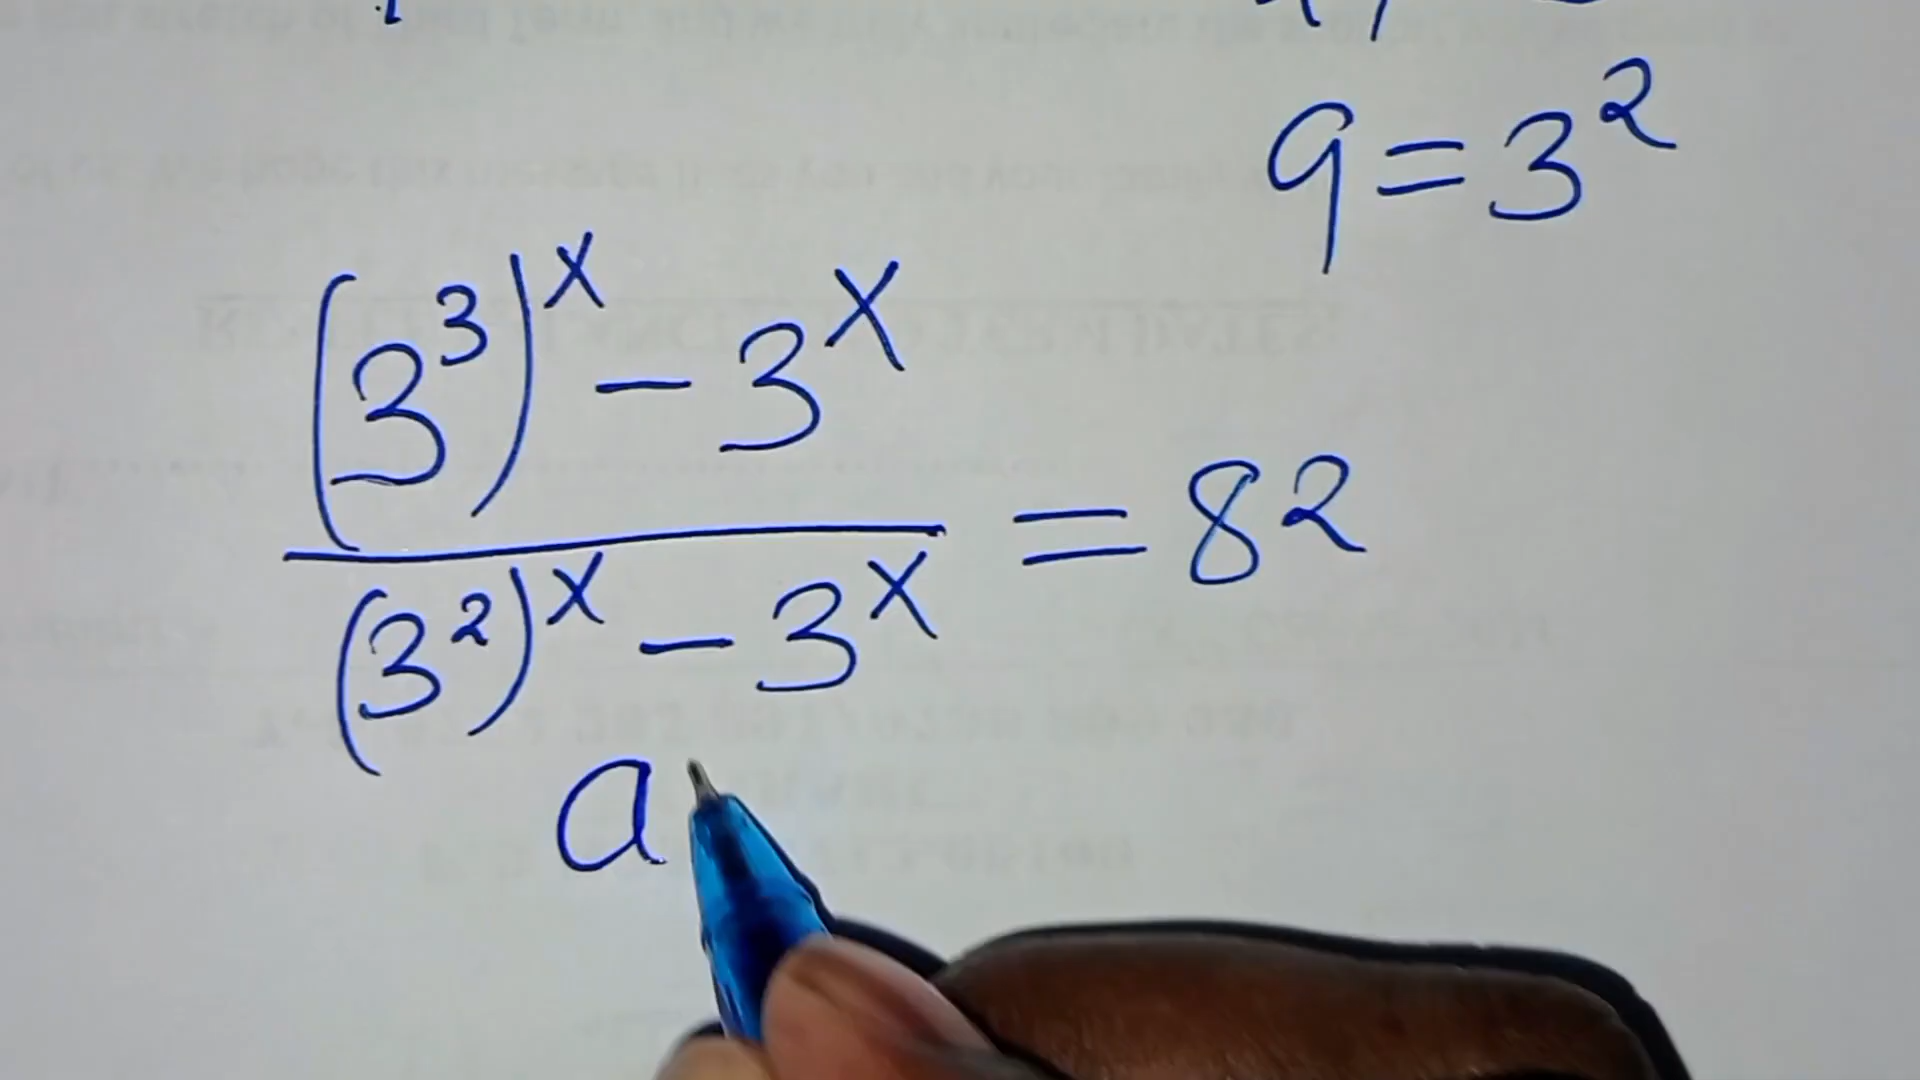 9 = 3²
((3³)ˣ - 3ˣ) / ((3²)ˣ - 3ˣ) = 82
a